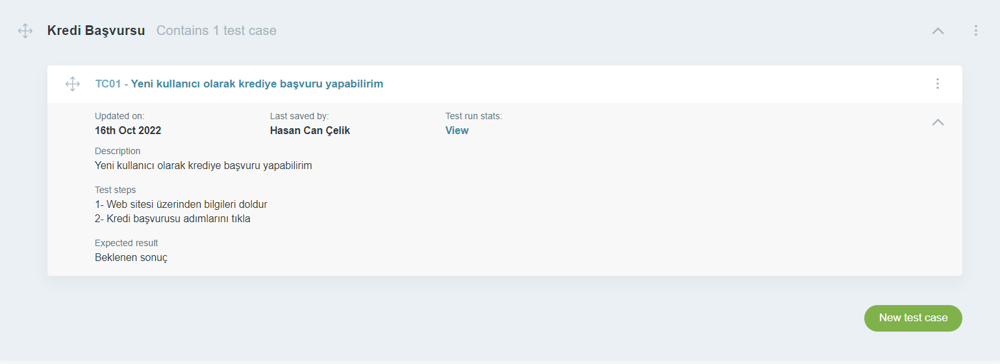 Kredi Başvursu Contains 1 test case
TC01 - Yeni kullanıcı olarak krediye başvuru yapabilirim
Updated on: Last saved by: Test run stats:
16th Oct 2022 Hasan Can Çelik View
Description
Yeni kullanıcı olarak krediye başvuru yapabilirim
Test steps
1- Web sitesi üzerinden bilgileri doldur
2- Kredi başvurusu adımlarını tıkla
Expected result
Beklenen sonuç
New test case